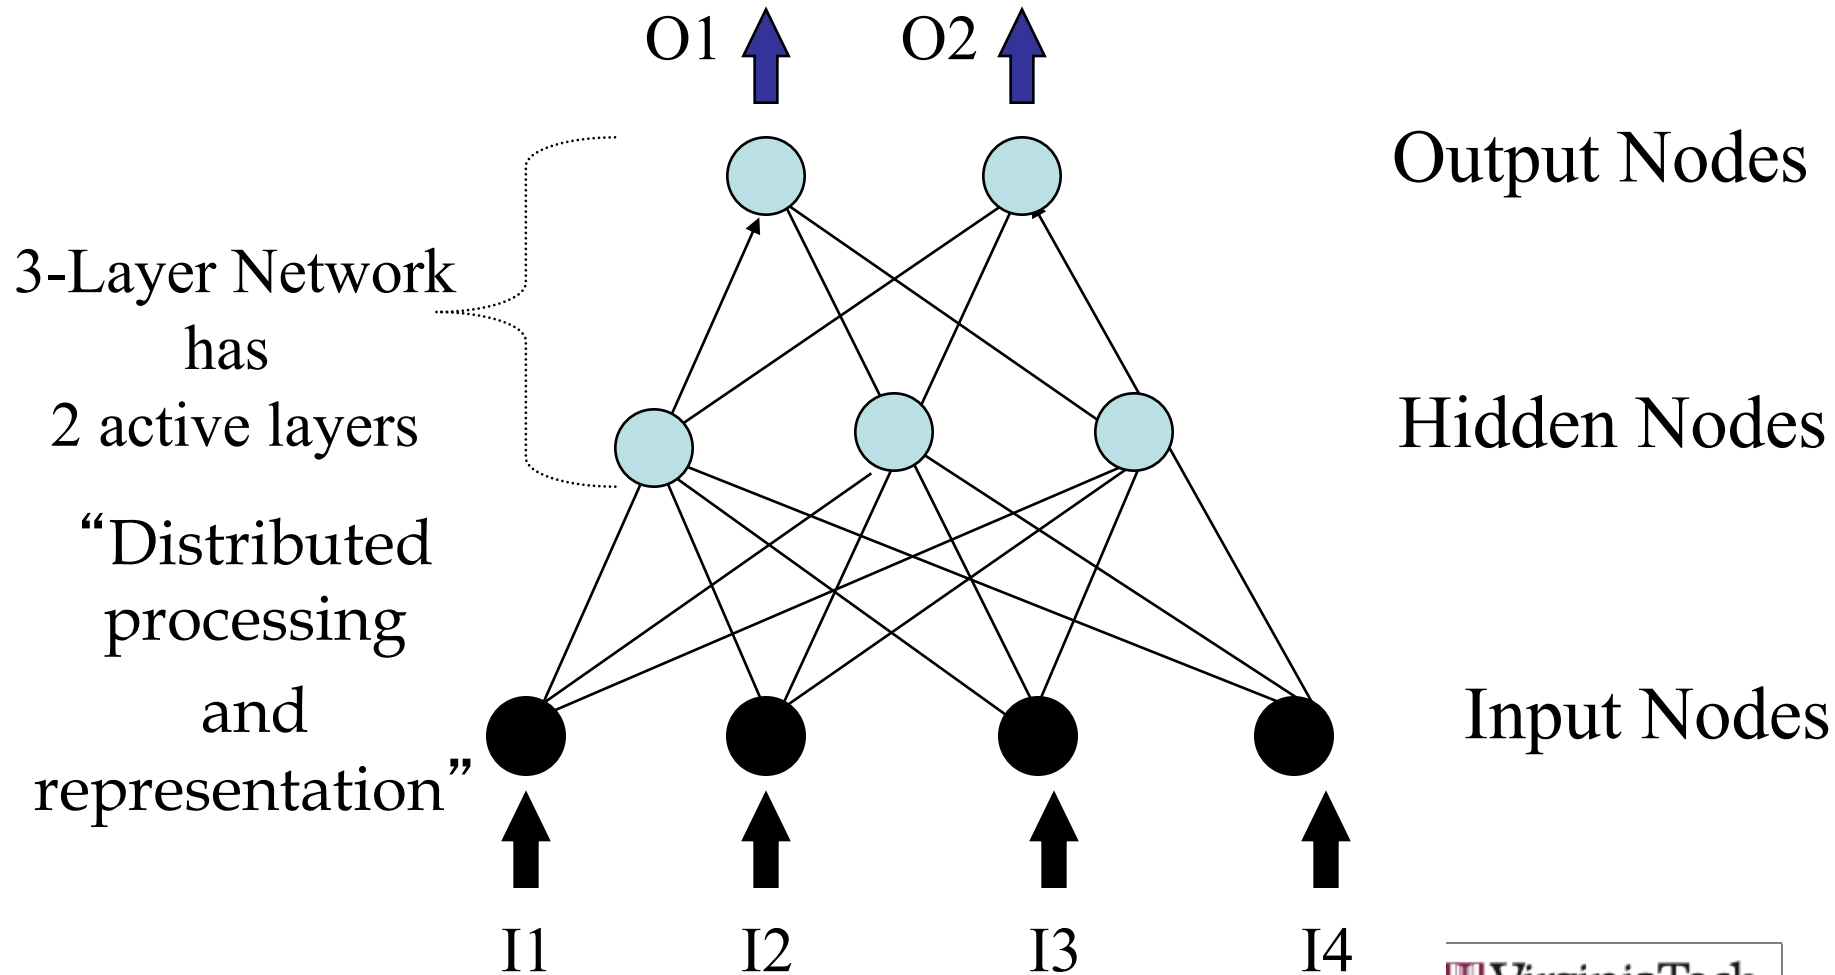 O1 O2
Output Nodes
3-Layer Network
has
2 active layers
Hidden Nodes
“Distributed
processing
and
representation”
Input Nodes
I1 I2 I3 I4
VirginiaTech